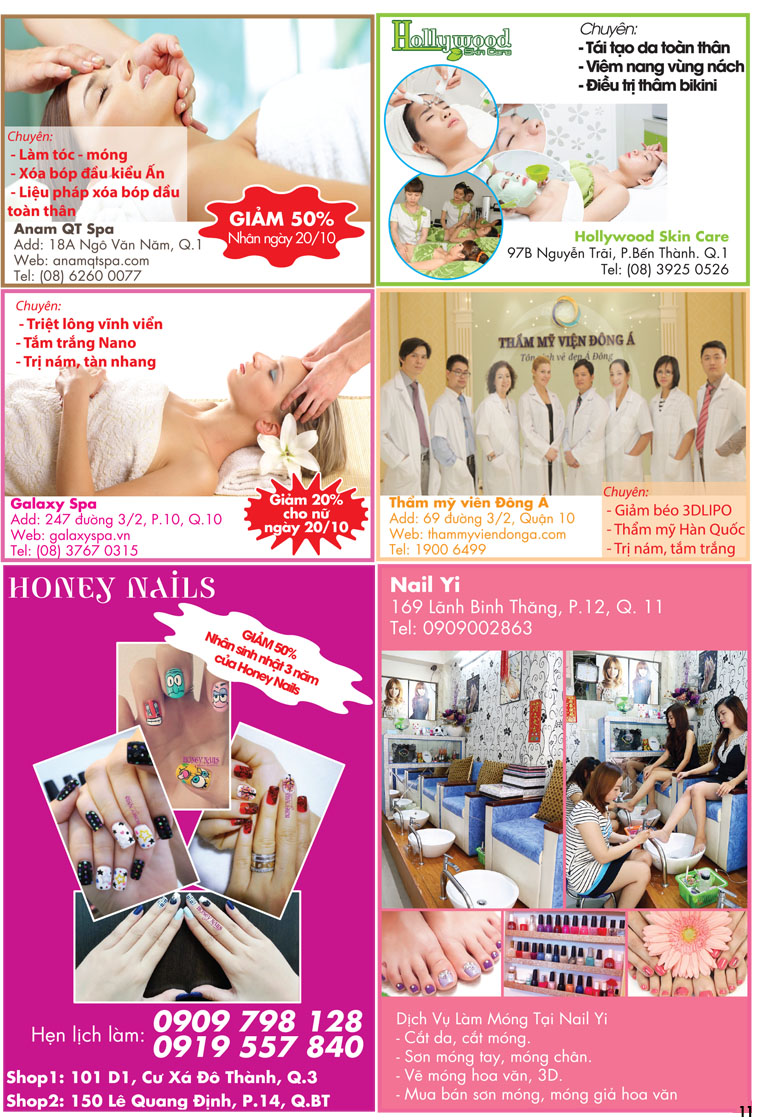 Chuyên:
- Làm tóc - móng
- Xóa bóp đầu kiểu Ấn
- Liệu pháp xóa bóp dầu
toàn thân
Anam QT Spa
Add: 18A Ngô Văn Năm, Q.1
Web: anamqtspa.com
Tel: (08) 6260 0077
GIẢM 50%
Nhân ngày 20/10
Hollywood
Skin Care
Chuyên:
- Tái tạo da toàn thân
- Viêm nang vùng nách
- Điều trị thâm bikini
Hollywood Skin Care
97B Nguyễn Trãi, P.Bến Thành. Q.1
Tel: (08) 3925 0526
Chuyên:
- Triệt lông vĩnh viển
- Tắm trắng Nano
- Trị nám, tàn nhang
Galaxy Spa
Add: 247 đường 3/2, P.10, Q.10
Web: galaxyspa.vn
Tel: (08) 3767 0315
Giảm 20%
cho nữ
ngày 20/10
THẨM MỸ VIỆN ĐÔNG Á
Tôn vinh vẻ đẹp Á Đông
Thẩm mỹ viên Đông Á
Add: 69 đường 3/2, Quận 10
Web: thammyviendonga.com
Tel: 1900 6499
Chuyên:
- Giảm béo 3DLIPO
- Thẩm mỹ Hàn Quốc
- Trị nám, tắm trắng
HONEY NAILS
GIẢM 50%
Nhân sinh nhật 3 năm
của Honey Nails
HONEY NAILS
Hẹn lịch làm: 0909 798 128
0919 557 840
Shop1: 101 D1, Cư Xá Đô Thành, Q.3
Shop2: 150 Lê Quang Định, P.14, Q.BT
Nail Yi
169 Lãnh Binh Thăng, P.12, Q. 11
Tel: 0909002863
Dịch Vụ Làm Móng Tại Nail Yi
- Cắt da, cắt móng.
- Sơn móng tay, móng chân.
- Vẽ móng hoa văn, 3D.
- Mua bán sơn móng, móng giả hoa văn
11